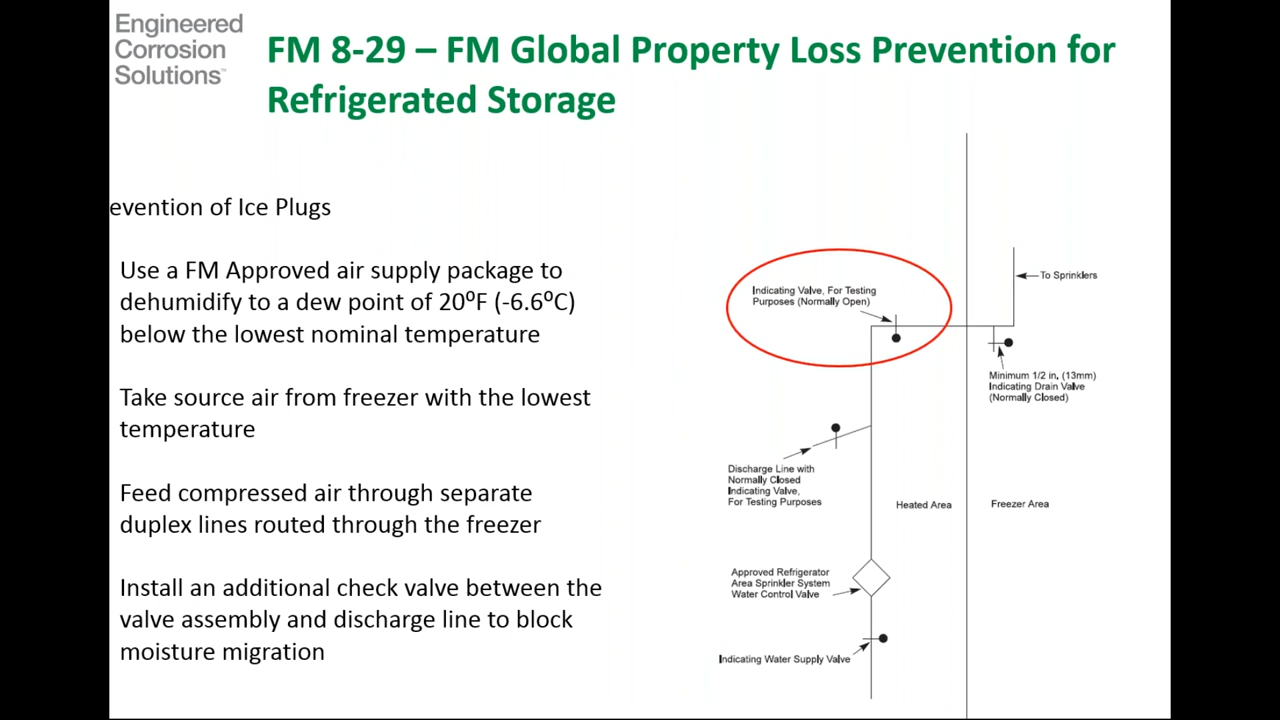 Engineered
Corrosion
Solutions™
FM 8-29 – FM Global Property Loss Prevention for
Refrigerated Storage
evention of Ice Plugs
Use a FM Approved air supply package to
dehumidify to a dew point of 20⁰F (-6.6⁰C)
below the lowest nominal temperature
Take source air from freezer with the lowest
temperature
Feed compressed air through separate
duplex lines routed through the freezer
Install an additional check valve between the
valve assembly and discharge line to block
moisture migration
Indicating Valve, For Testing
Purposes (Normally Open)
To Sprinklers
Minimum 1/2 in, (13mm)
Indicating Drain Valve
(Normally Closed)
Discharge Line with
Normally Closed
Indicating Valve,
For Testing Purposes
Heated Area
Freezer Area
Approved Refrigerator
Area Sprinkler System
Water Control Valve
Indicating Water Supply Valve